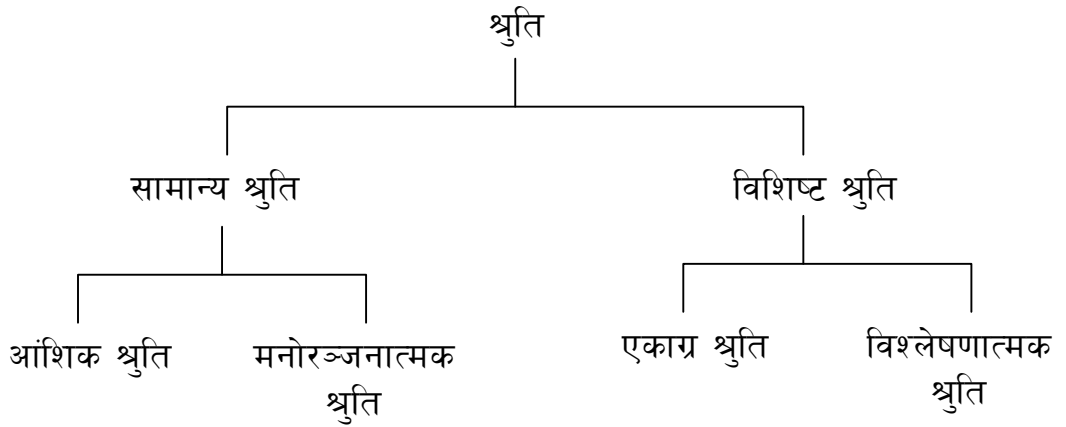 श्रुति
सामान्य श्रुति
विशिष्ट श्रुति
आंशिक श्रुति
मनोरञ्जनात्मक
श्रुति
एकाग्र श्रुति
विश्लेषणात्मक
श्रुति